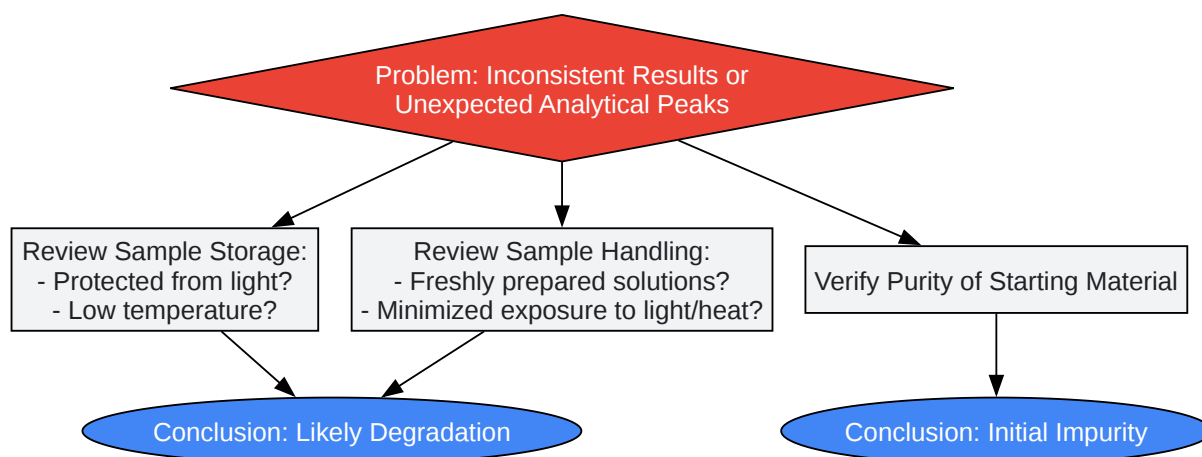 Problem: Inconsistent Results or
Unexpected Analytical Peaks
Review Sample Storage:
- Protected from light?
- Low temperature?
Review Sample Handling:
- Freshly prepared solutions?
- Minimized exposure to light/heat?
Verify Purity of Starting Material
Conclusion: Likely Degradation
Conclusion: Initial Impurity